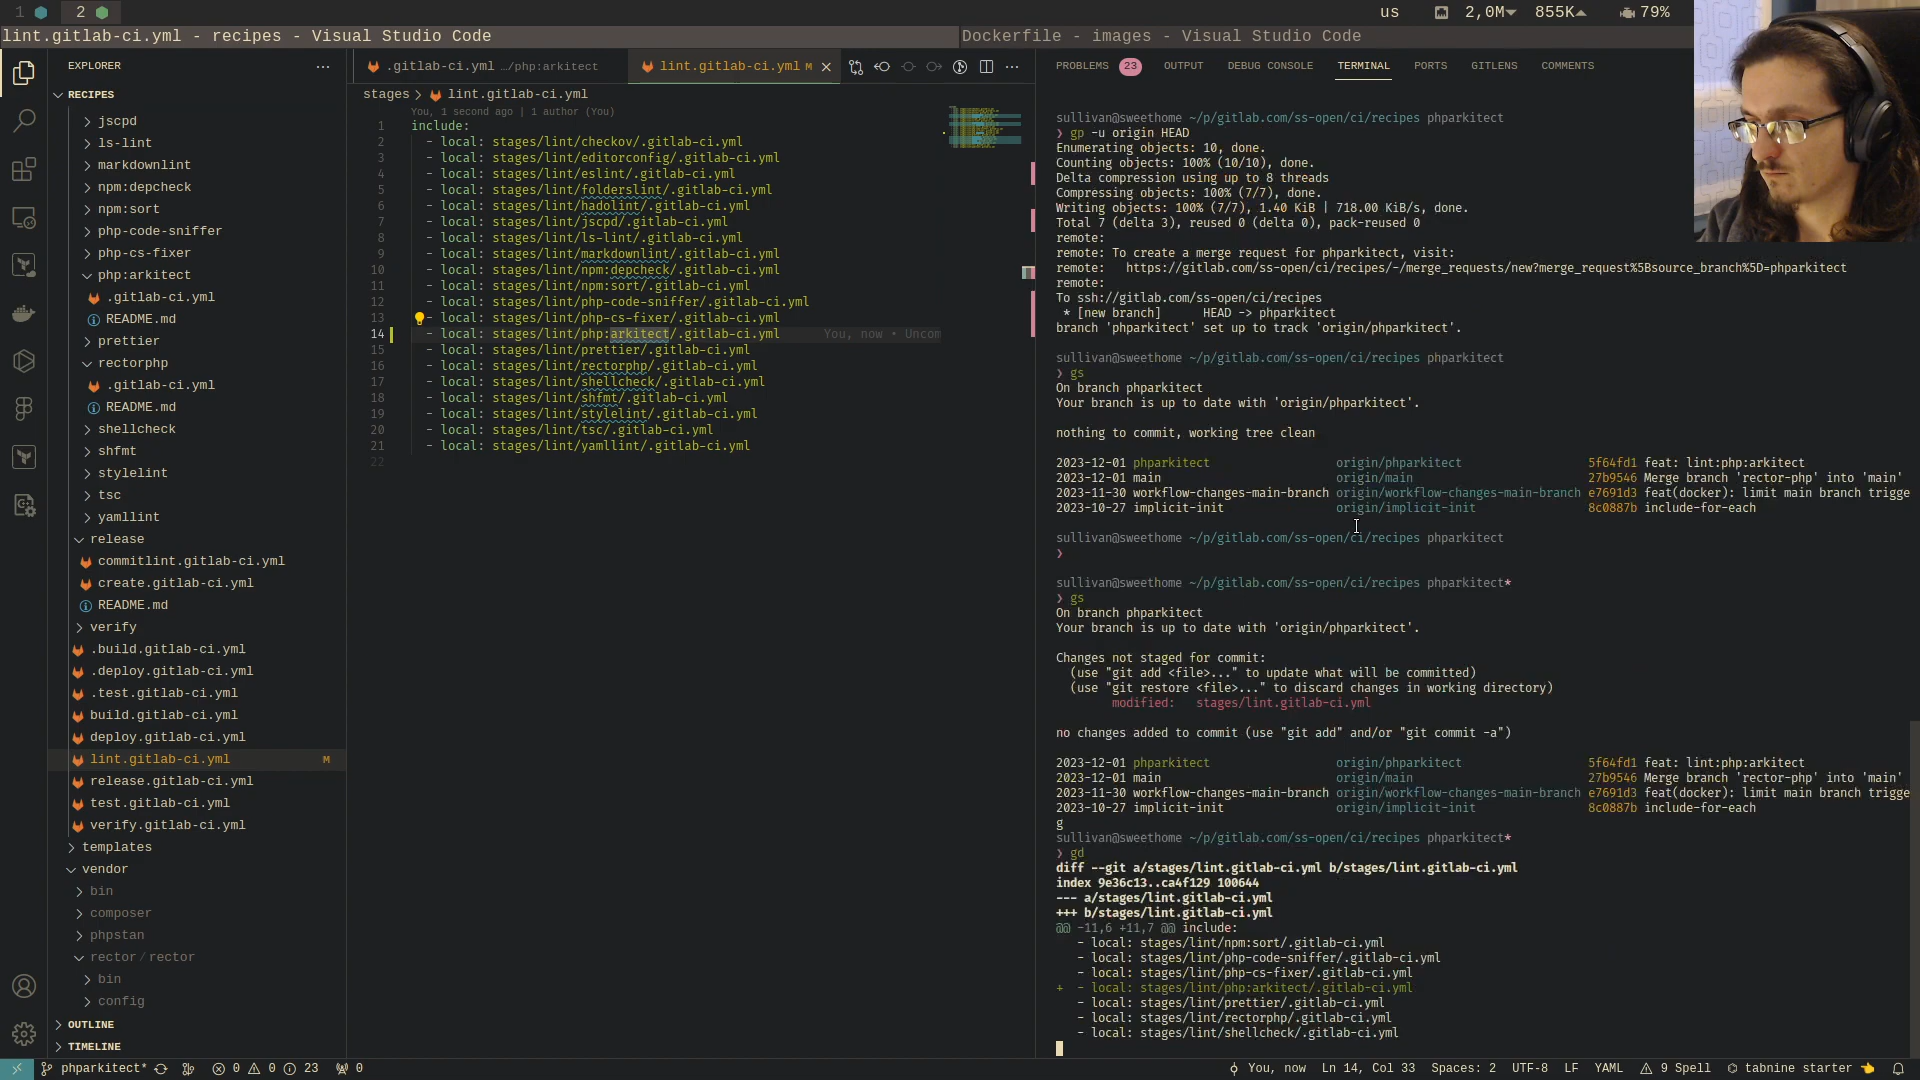 1 2
us 2,0M 855K 79%
lint.gitlab-ci.yml - recipes - Visual Studio Code
Dockerfile - images - Visual Studio Code
EXPLORER
RECIPES
jscpd
ls-lint
markdownlint
npm:depcheck
npm:sort
php-code-sniffer
php-cs-fixer
php:arkitect
.gitlab-ci.yml
README.md
prettier
rectorphp
.gitlab-ci.yml
README.md
shellcheck
shfmt
stylelint
tsc
yamllint
release
commitlint.gitlab-ci.yml
create.gitlab-ci.yml
README.md
verify
.build.gitlab-ci.yml
.deploy.gitlab-ci.yml
.test.gitlab-ci.yml
build.gitlab-ci.yml
deploy.gitlab-ci.yml
lint.gitlab-ci.yml M
release.gitlab-ci.yml
test.gitlab-ci.yml
verify.gitlab-ci.yml
templates
vendor
bin
composer
phpstan
rector / rector
bin
config
OUTLINE
TIMELINE
.gitlab-ci.yml .../php:arkitect
lint.gitlab-ci.yml M
stages > lint.gitlab-ci.yml
You, 1 second ago | 1 author (You)
1 include:
2 - local: stages/lint/checkov/.gitlab-ci.yml
3 - local: stages/lint/editorconfig/.gitlab-ci.yml
4 - local: stages/lint/eslint/.gitlab-ci.yml
5 - local: stages/lint/folderslint/.gitlab-ci.yml
6 - local: stages/lint/hadolint/.gitlab-ci.yml
7 - local: stages/lint/jscpd/.gitlab-ci.yml
8 - local: stages/lint/ls-lint/.gitlab-ci.yml
9 - local: stages/lint/markdownlint/.gitlab-ci.yml
10 - local: stages/lint/npm:depcheck/.gitlab-ci.yml
11 - local: stages/lint/npm:sort/.gitlab-ci.yml
12 - local: stages/lint/php-code-sniffer/.gitlab-ci.yml
13 - local: stages/lint/php-cs-fixer/.gitlab-ci.yml
14 - local: stages/lint/php:arkitect/.gitlab-ci.yml You, now • Uncom
15 - local: stages/lint/prettier/.gitlab-ci.yml
16 - local: stages/lint/rectorphp/.gitlab-ci.yml
17 - local: stages/lint/shellcheck/.gitlab-ci.yml
18 - local: stages/lint/shfmt/.gitlab-ci.yml
19 - local: stages/lint/stylelint/.gitlab-ci.yml
20 - local: stages/lint/tsc/.gitlab-ci.yml
21 - local: stages/lint/yamllint/.gitlab-ci.yml
22
PROBLEMS 23 OUTPUT DEBUG CONSOLE TERMINAL PORTS GITLENS COMMENTS
sullivan@sweethome ~/p/gitlab.com/ss-open/ci/recipes phparkitect
❯ gp -u origin HEAD
Enumerating objects: 10, done.
Counting objects: 100% (10/10), done.
Delta compression using up to 8 threads
Compressing objects: 100% (7/7), done.
Writing objects: 100% (7/7), 1.40 KiB | 718.00 KiB/s, done.
Total 7 (delta 3), reused 0 (delta 0), pack-reused 0
remote:
remote: To create a merge request for phparkitect, visit:
remote:   https://gitlab.com/ss-open/ci/recipes/-/merge_requests/new?merge_request%5Bsource_branch%5D=phparkitect
remote:
To ssh://gitlab.com/ss-open/ci/recipes
* [new branch]      HEAD -> phparkitect
branch 'phparkitect' set up to track 'origin/phparkitect'.
sullivan@sweethome ~/p/gitlab.com/ss-open/ci/recipes phparkitect
❯ gs
On branch phparkitect
Your branch is up to date with 'origin/phparkitect'.
nothing to commit, working tree clean
2023-12-01 phparkitect origin/phparkitect 5f64fd1 feat: lint:php:arkitect
2023-12-01 main origin/main 27b9546 Merge branch 'rector-php' into 'main'
2023-11-30 workflow-changes-main-branch origin/workflow-changes-main-branch e7691d3 feat(docker): limit main branch trigge
2023-10-27 implicit-init origin/implicit-init 8c0887b include-for-each
sullivan@sweethome ~/p/gitlab.com/ss-open/ci/recipes phparkitect
❯
sullivan@sweethome ~/p/gitlab.com/ss-open/ci/recipes phparkitect*
❯ gs
On branch phparkitect
Your branch is up to date with 'origin/phparkitect'.
Changes not staged for commit:
(use "git add <file>..." to update what will be committed)
(use "git restore <file>..." to discard changes in working directory)
modified:   stages/lint.gitlab-ci.yml
no changes added to commit (use "git add" and/or "git commit -a")
2023-12-01 phparkitect origin/phparkitect 5f64fd1 feat: lint:php:arkitect
2023-12-01 main origin/main 27b9546 Merge branch 'rector-php' into 'main'
2023-11-30 workflow-changes-main-branch origin/workflow-changes-main-branch e7691d3 feat(docker): limit main branch trigge
2023-10-27 implicit-init origin/implicit-init 8c0887b include-for-each
g
sullivan@sweethome ~/p/gitlab.com/ss-open/ci/recipes phparkitect*
❯ gd
diff --git a/stages/lint.gitlab-ci.yml b/stages/lint.gitlab-ci.yml
index 9e36c13..ca4f129 100644
--- a/stages/lint.gitlab-ci.yml
+++ b/stages/lint.gitlab-ci.yml
@@ -11,6 +11,7 @@ include:
- local: stages/lint/npm:sort/.gitlab-ci.yml
- local: stages/lint/php-code-sniffer/.gitlab-ci.yml
- local: stages/lint/php-cs-fixer/.gitlab-ci.yml
+  - local: stages/lint/php:arkitect/.gitlab-ci.yml
- local: stages/lint/prettier/.gitlab-ci.yml
- local: stages/lint/rectorphp/.gitlab-ci.yml
- local: stages/lint/shellcheck/.gitlab-ci.yml
phparkitect* 0 0 23 0
You, now Ln 14, Col 33 Spaces: 2 UTF-8 LF YAML 9 Spell tabnine starter